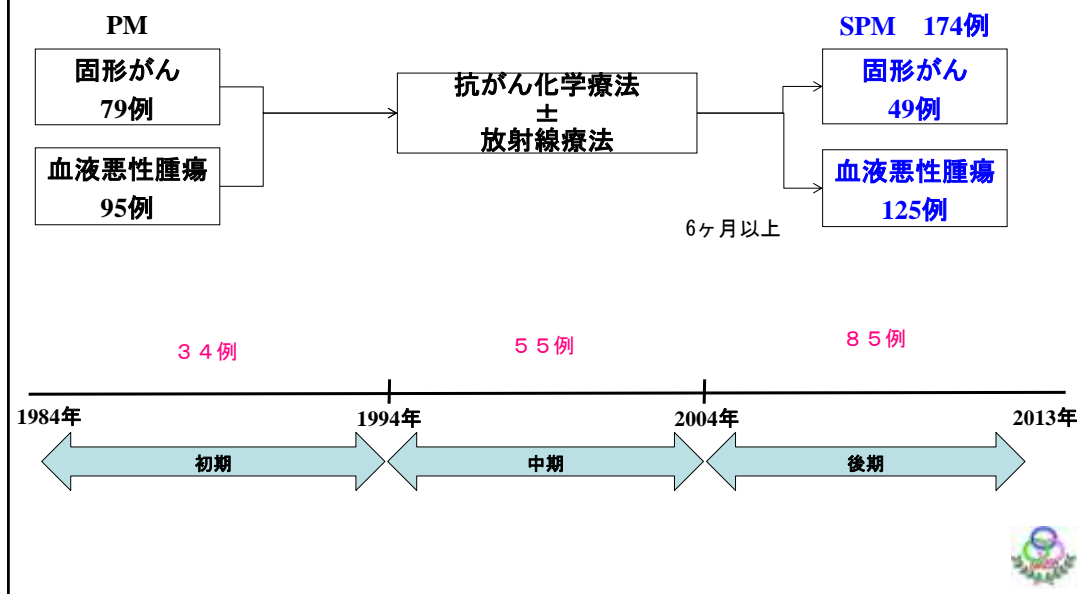 PM
SPM 174例
固形がん
79例
抗がん化学療法
±
放射線療法
固形がん
49例
血液悪性腫瘍
95例
血液悪性腫瘍
125例
6ヶ月以上
34例
55例
85例
1984年
1994年
2004年
2013年
初期
中期
後期